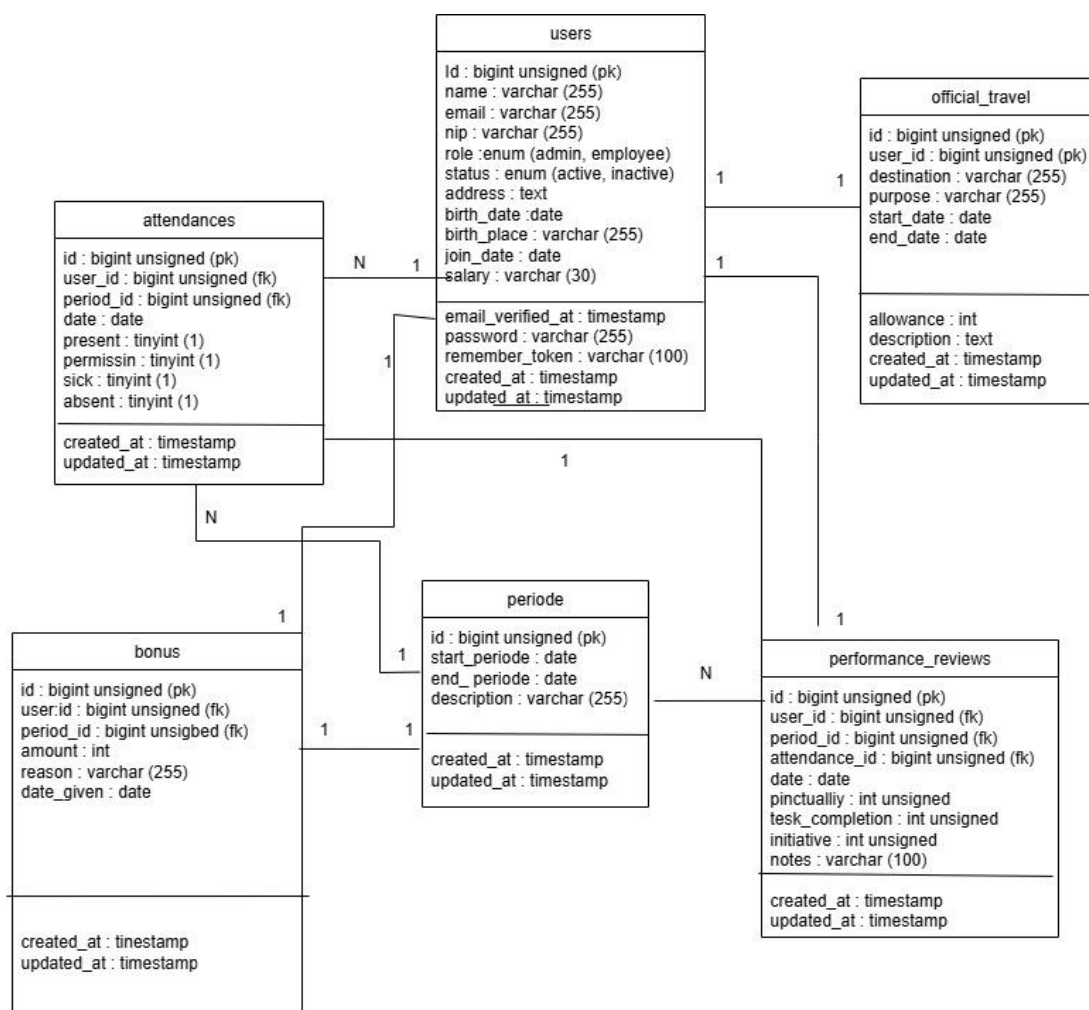 users
Id : bigint unsigned (pk)
name : varchar (255)
email : varchar (255)
nip : varchar (255)
role :enum (admin, employee)
status : enum (active, inactive)
address : text
birth_date :date
birth_place : varchar (255)
join_date : date
salary : varchar (30)
email_verified_at : timestamp
password : varchar (255)
remember_token : varchar (100)
created_at : timestamp
updated_at : timestamp
official_travel
id : bigint unsigned (pk)
user_id : bigint unsigned (pk)
destination : varchar (255)
purpose : varchar (255)
start_date : date
end_date : date
allowance : int
description : text
created_at : timestamp
updated_at : timestamp
1
1
attendances
id : bigint unsigned (pk)
user_id : bigint unsigned (fk)
period_id : bigint unsigned (fk)
date : date
present : tinyint (1)
permissin : tinyint (1)
sick : tinyint (1)
absent : tinyint (1)
created_at : timestamp
updated_at : timestamp
N
1
1
1
1
N
periode
id : bigint unsigned (pk)
start_periode : date
end_ periode : date
description : varchar (255)
created_at : timestamp
updated_at : timestamp
1
1
1
1
N
1
bonus
id : bigint unsigned (pk)
user:id : bigint unsigned (fk)
period_id : bigint unsigbed (fk)
amount : int
reason : varchar (255)
date_given : date
created_at : tinestamp
updated_at : timestamp
performance_reviews
id : bigint unsigned (pk)
user_id : bigint unsigned (fk)
period_id : bigint unsigned (fk)
attendance_id : bigint unsigned (fk)
date : date
pinctualliy : int unsigned
tesk_completion : int unsigned
initiative : int unsigned
notes : varchar (100)
created_at : timestamp
updated_at : timestamp